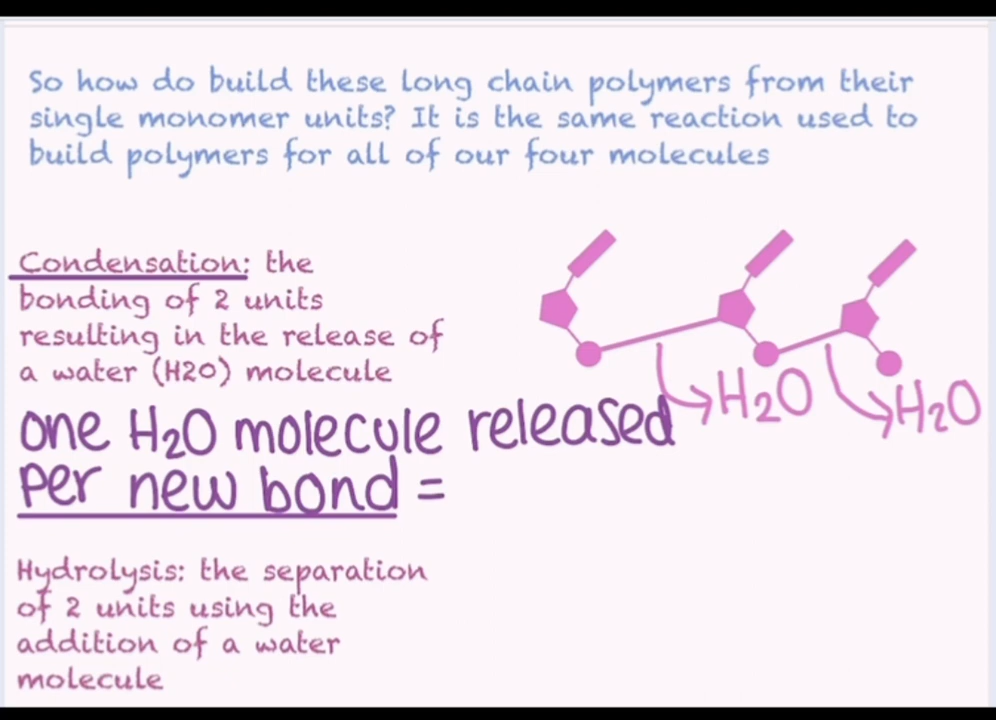 So how do build these long chain polymers from their
single monomer units? It is the same reaction used to
build polymers for all of our four molecules
Condensation: the
bonding of 2 units
resulting in the release of
a water (H2O) molecule
one H₂O molecule released
per new bond =
H₂O
H₂O
Hydrolysis: the separation
of 2 units using the
addition of a water
molecule